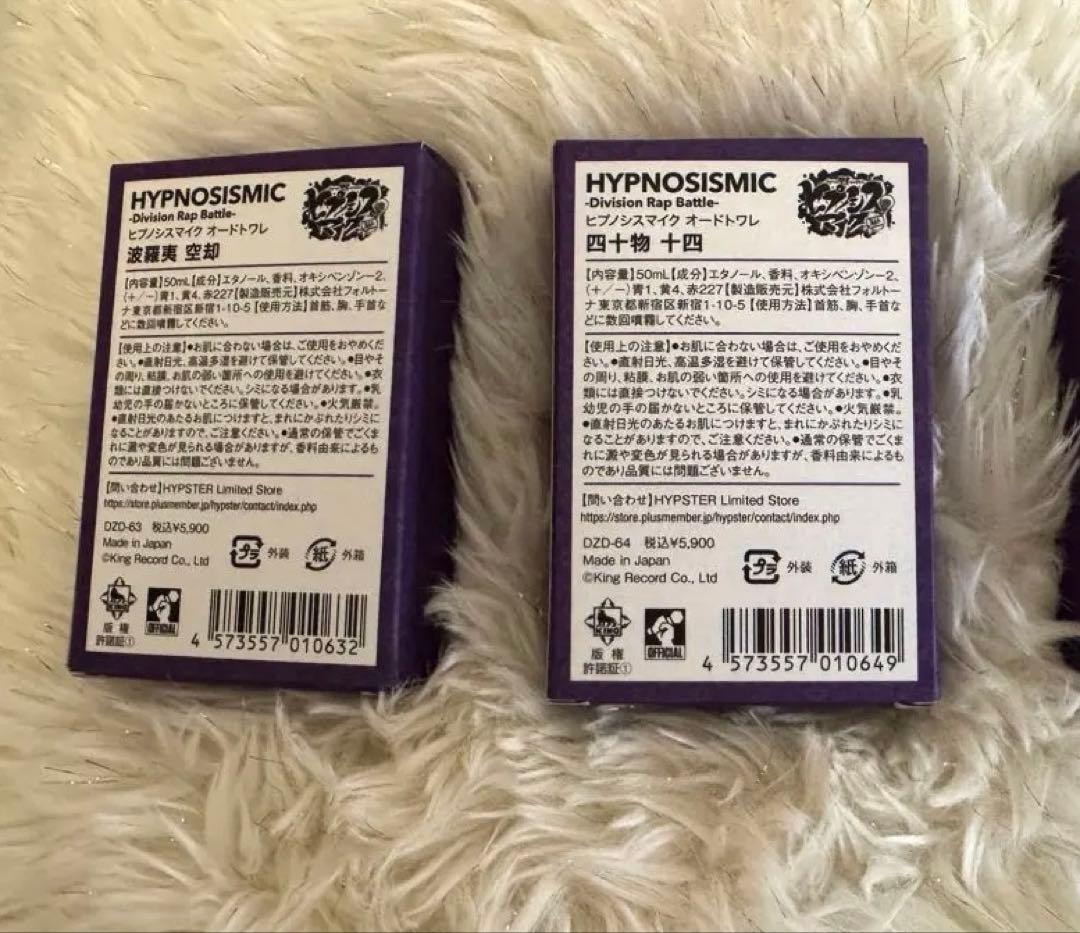 HYPNOSISMIC
-Division Rap Battle-
ヒプノシスマイク オードトワレ
波羅夷 空却
ヒプノシスマイク
【内容量】50mL【成分】エタノール、香料、オキシベンゾン−2、
(+/−)青1、黄4、赤227【製造販売元】株式会社フォルトー
ナ東京都新宿区新宿1-10-5【使用方法】首筋、胸、手首な
どに数回噴霧してください。
【使用上の注意】●お肌に合わない場合は、ご使用をおやめくだ
さい。●直射日光、高温多湿を避けて保管してください。●目やそ
の周り、粘膜、お肌の弱い箇所への使用を避けてください。●衣
類には直接つけないでください。シミになる場合があります。●乳
幼児の手の届かないところに保管してください。●火気厳禁。
●直射日光のあたるお肌につけますと、まれにかぶれたりシミに
なることがありますので、ご注意ください。●通常の保管でごくま
れに澱や変色が見られる場合がありますが、香料由来によるも
のであり品質には問題ございません。
【問い合わせ】HYPSTER Limited Store
https://store.plusmember.jp/hypster/contact/index.php
DZD-63 税込¥5,900
Made in Japan
©King Record Co., Ltd
プラ 外装 紙 外箱
KING
版権
許諾証①
OFFICIAL
4 573557 010632
HYPNOSISMIC
-Division Rap Battle-
ヒプノシスマイク オードトワレ
四十物 十四
ヒプノシスマイク
【内容量】50mL【成分】エタノール、香料、オキシベンゾン−2、
(+/−)青1、黄4、赤227【製造販売元】株式会社フォルトー
ナ東京都新宿区新宿1-10-5【使用方法】首筋、胸、手首な
どに数回噴霧してください。
【使用上の注意】●お肌に合わない場合は、ご使用をおやめくだ
さい。●直射日光、高温多湿を避けて保管してください。●目やそ
の周り、粘膜、お肌の弱い箇所への使用を避けてください。●衣
類には直接つけないでください。シミになる場合があります。●乳
幼児の手の届かないところに保管してください。●火気厳禁。
●直射日光のあたるお肌につけますと、まれにかぶれたりシミに
なることがありますので、ご注意ください。●通常の保管でごくま
れに澱や変色が見られる場合がありますが、香料由来によるも
のであり品質には問題ございません。
【問い合わせ】HYPSTER Limited Store
https://store.plusmember.jp/hypster/contact/index.php
DZD-64 税込¥5,900
Made in Japan
©King Record Co., Ltd
プラ 外装 紙 外箱
KING
版権
許諾証①
OFFICIAL
4 573557 010649